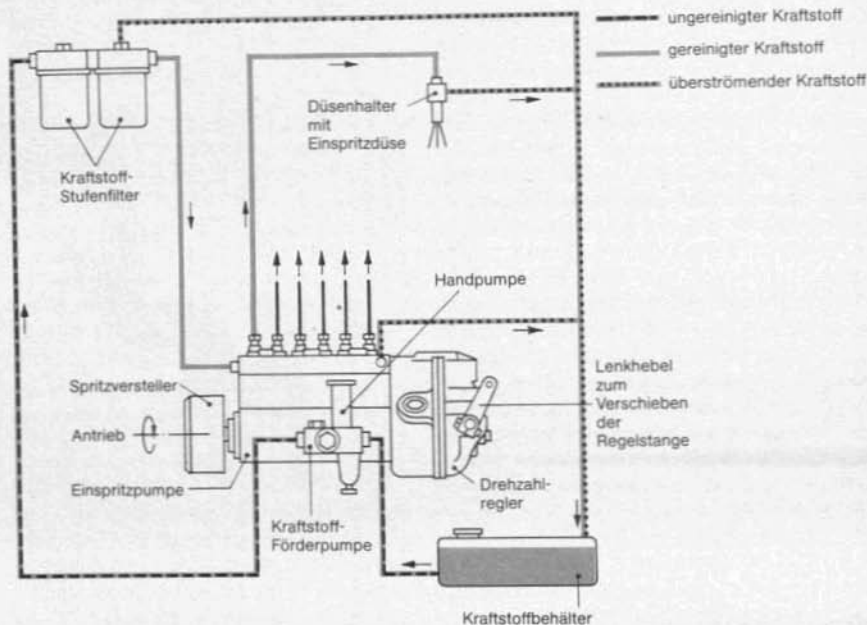 ungereinigter Kraftstoff
gereinigter Kraftstoff
überströmender Kraftstoff
Düsenhalter
mit
Einspritzdüse
Kraftstoff-
Stufenfilter
Handpumpe
Spritzversteller
Antrieb
Einspritzpumpe
Kraftstoff-
Förderpumpe
Lenkhebel
zum
Verschieben
der
Regelstange
Drehzahl-
regler
Kraftstoffbehälter